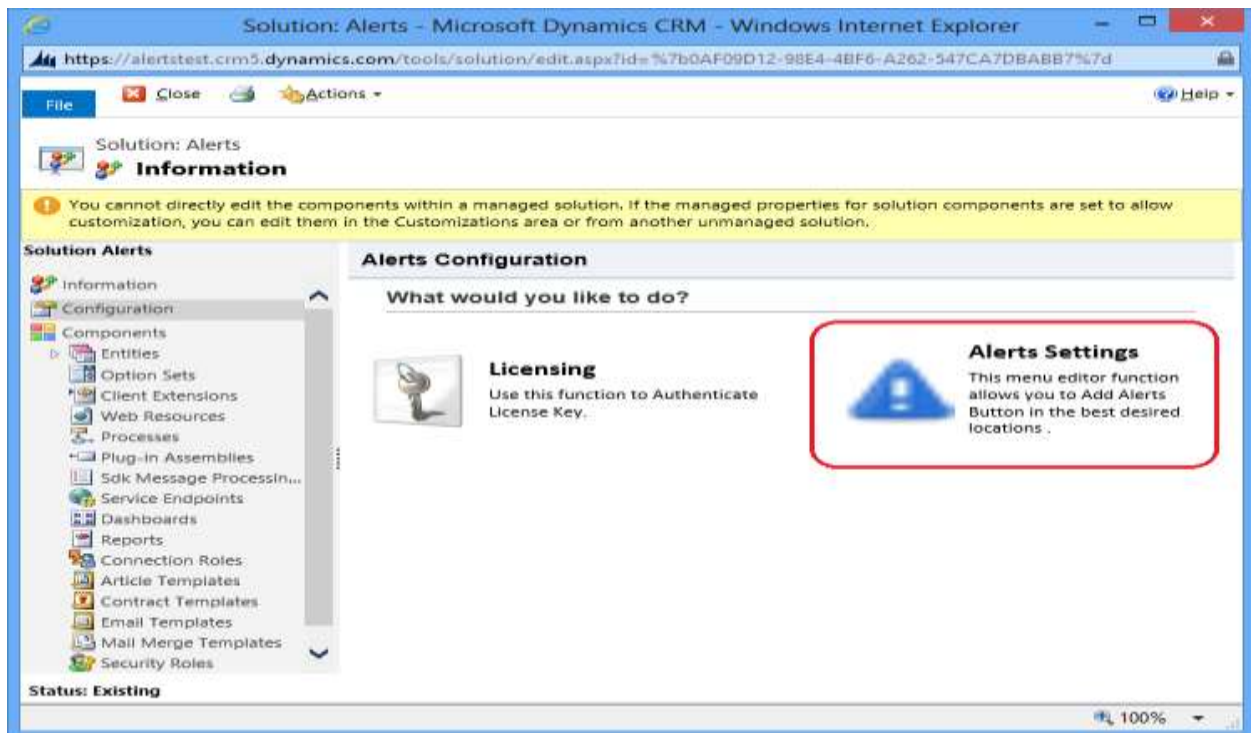 Solution: Alerts - Microsoft Dynamics CRM - Windows Internet Explorer
https://alertstest.crm5.dynamics.com/tools/solution/edit.aspx?id=%7b0AF09D12-98E4-4BF6-A262-547CA7DBABB7%7d
File Close Actions Help
Solution: Alerts
Information
You cannot directly edit the components within a managed solution. If the managed properties for solution components are set to allow
customization, you can edit them in the Customizations area or from another unmanaged solution.
Solution Alerts
Information
Configuration
Components
Entities
Option Sets
Client Extensions
Web Resources
Processes
Plug-in Assemblies
Sdk Message Processin...
Service Endpoints
Dashboards
Reports
Connection Roles
Article Templates
Contract Templates
Email Templates
Mail Merge Templates
Security Roles
Alerts Configuration
What would you like to do?
Licensing
Use this function to Authenticate
License Key.
Alerts Settings
This menu editor function
allows you to Add Alerts
Button in the best desired
locations .
Status: Existing
100%